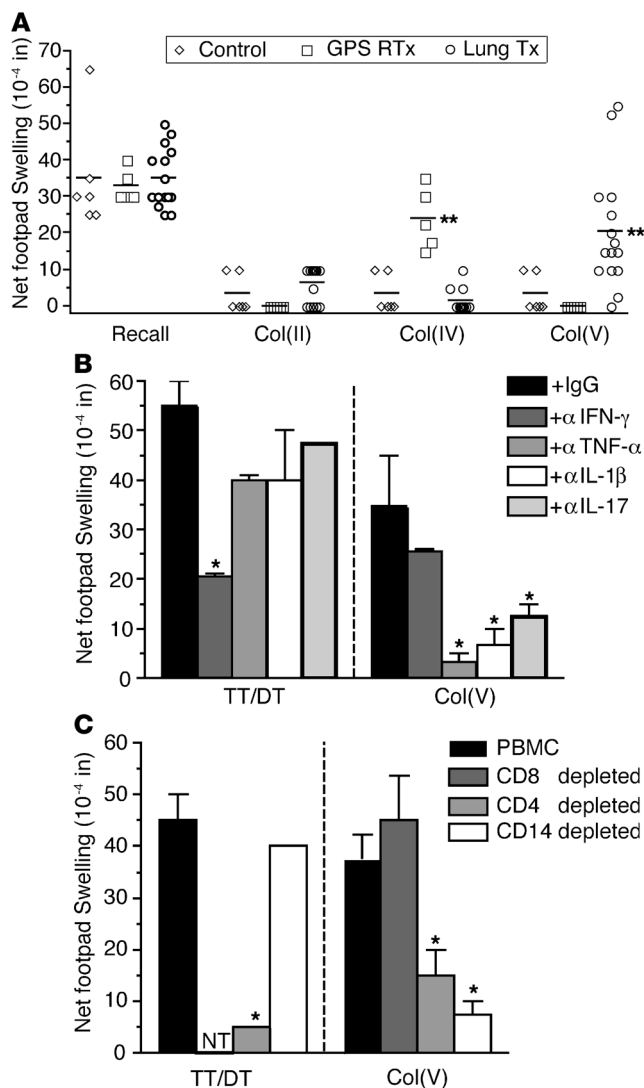 A
Control GPS RTx Lung Tx
Net footpad Swelling (10⁻⁴ in)
70
60
50
40
30
20
10
0
**
**
Recall Col(II) Col(IV) Col(V)
B
Net footpad Swelling (10⁻⁴ in)
60
50
40
30
20
10
0
+IgG
+α IFN-γ
+α TNF-α
+αIL-1β
+αIL-17
*
*
*
*
TT/DT Col(V)
C
Net footpad Swelling (10⁻⁴ in)
60
50
40
30
20
10
0
PBMC
CD8 depleted
CD4 depleted
CD14 depleted
NT
*
*
*
TT/DT Col(V)